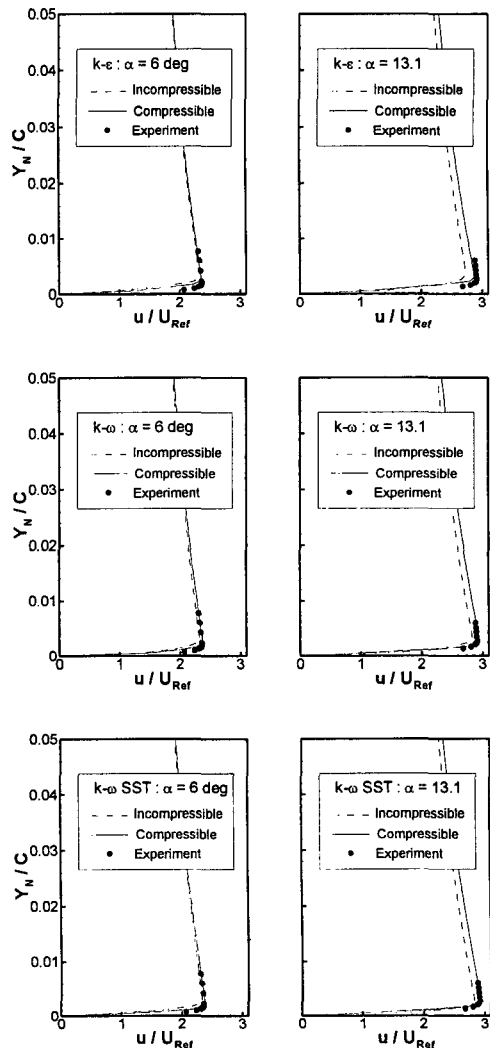 0.05
0.04
0.03
0.02
0.01
0
Y_N / C
k-ε : α = 6 deg
Incompressible
Compressible
Experiment
0 1 2 3
u / U_Ref
k-ε : α = 13.1
Incompressible
Compressible
Experiment
0 1 2 3
u / U_Ref
0.05
0.04
0.03
0.02
0.01
0
Y_N / C
k-ω : α = 6 deg
Incompressible
Compressible
Experiment
0 1 2 3
u / U_Ref
k-ω : α = 13.1
Incompressible
Compressible
Experiment
0 1 2 3
u / U_Ref
0.05
0.04
0.03
0.02
0.01
0
Y_N / C
k-ω SST : α = 6 deg
Incompressible
Compressible
Experiment
0 1 2 3
u / U_Ref
k-ω SST : α = 13.1
Incompressible
Compressible
Experiment
0 1 2 3
u / U_Ref